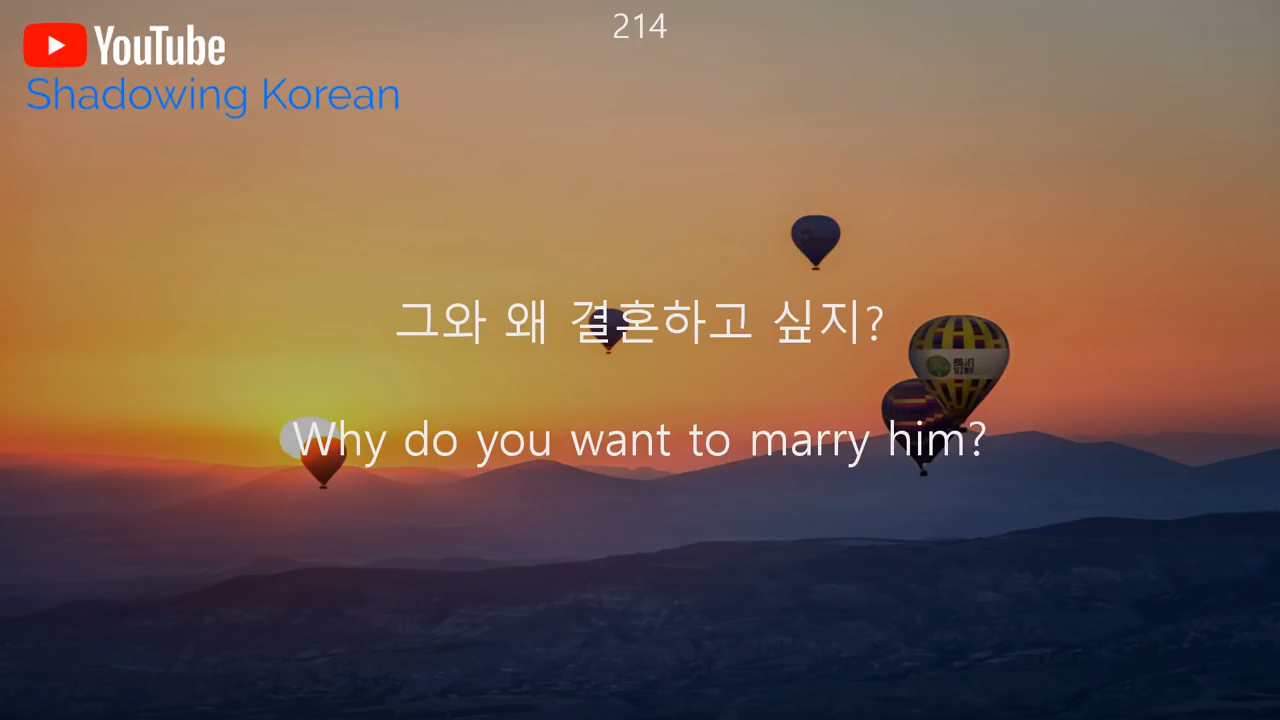 214
YouTube
Shadowing Korean
그와 왜 결혼하고 싶지?
Why do you want to marry him?